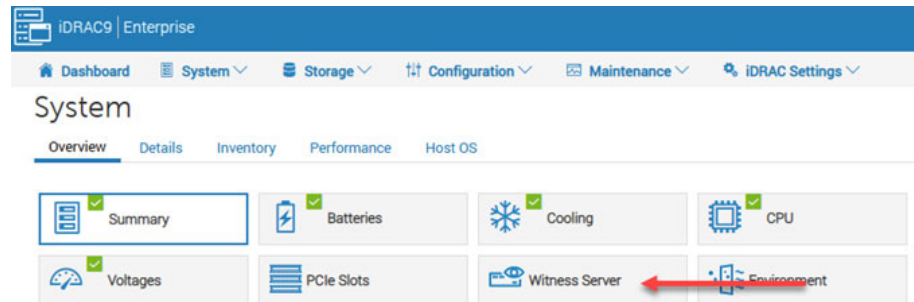 iDRAC9 | Enterprise
Dashboard System Storage Configuration Maintenance iDRAC Settings
System
Overview Details Inventory Performance Host OS
Summary Batteries Cooling CPU
Voltages PCIe Slots Witness Server Environment